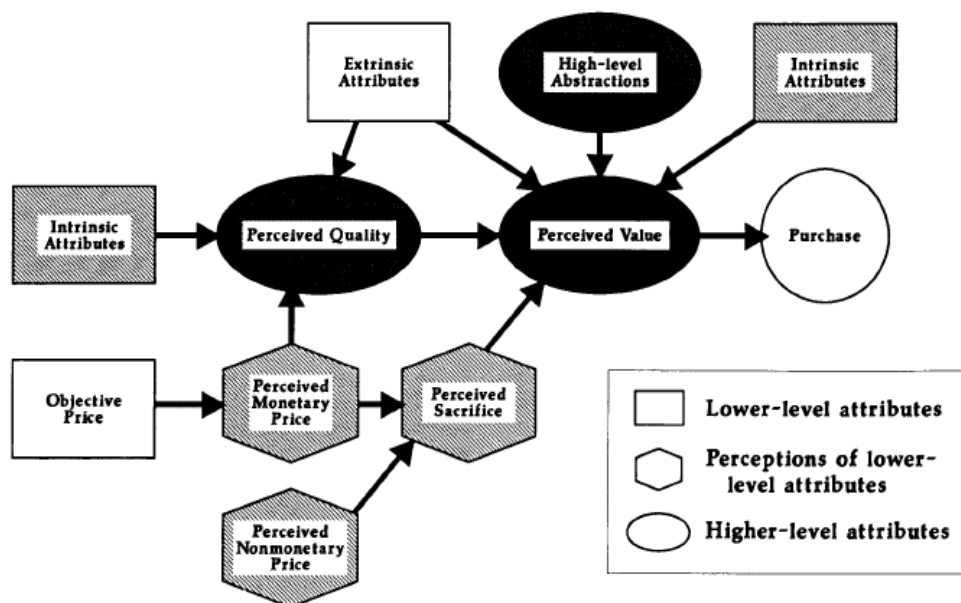 Extrinsic
Attributes
High-level
Abstractions
Intrinsic
Attributes
Intrinsic
Attributes
Perceived Quality
Perceived Value
Purchase
Objective
Price
Perceived
Monetary
Price
Perceived
Sacrifice
Perceived
Nonmonetary
Price
Lower-level attributes
Perceptions of lower-
level attributes
Higher-level attributes